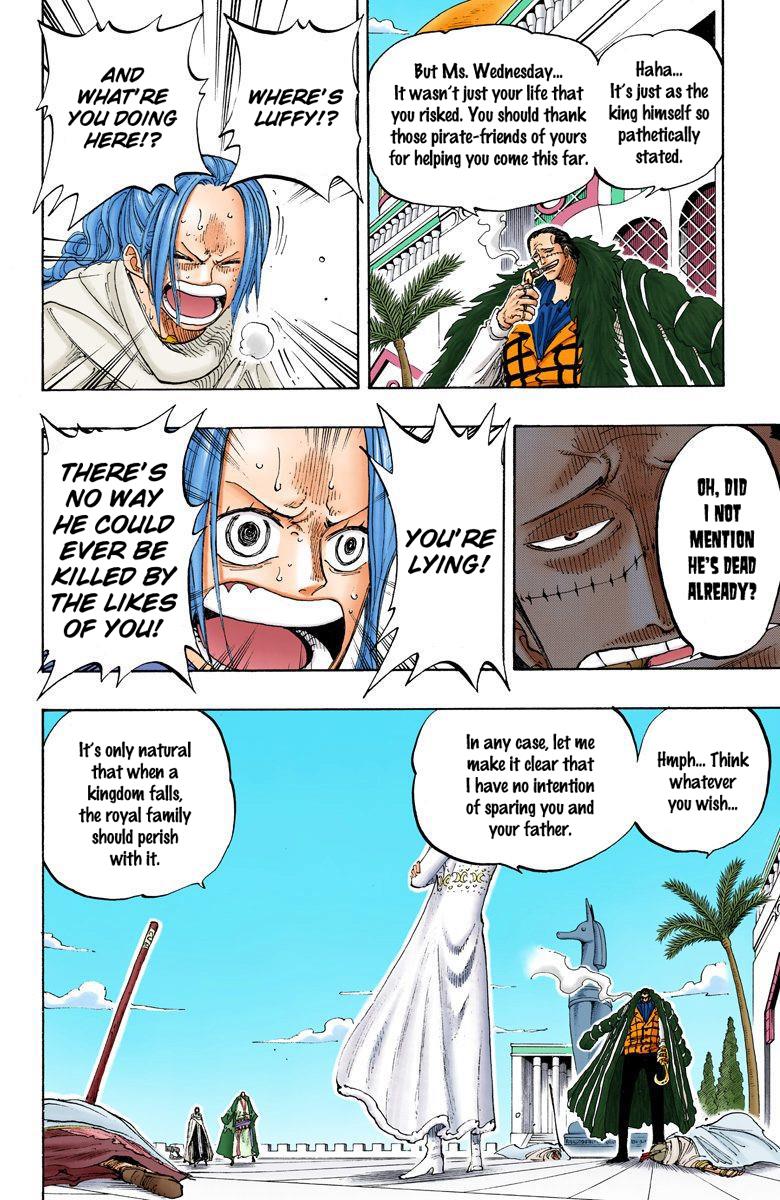 Haha...
It's just as the
king himself so
pathetically
stated.
But Ms. Wednesday...
It wasn't just your life that
you risked. You should thank
those pirate-friends of yours
for helping you come this far.
WHERE'S
LUFFY!?
AND
WHAT'RE
YOU DOING
HERE!?
OH, DID
I NOT
MENTION
HE'S DEAD
ALREADY?
YOU'RE
LYING!
THERE'S
NO WAY
HE COULD
EVER BE
KILLED BY
THE LIKES
OF YOU!
Hmph... Think
whatever
you wish...
In any case, let me
make it clear that
I have no intention
of sparing you and
your father.
It's only natural
that when a
kingdom falls,
the royal family
should perish
with it.